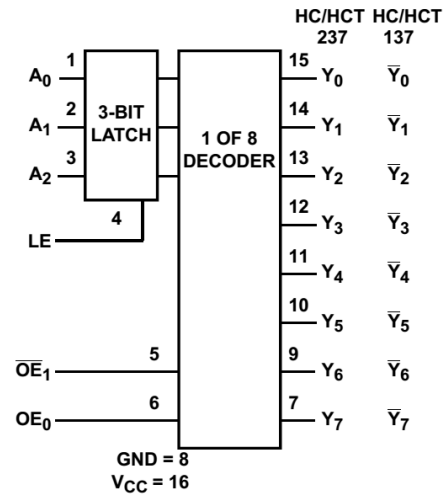 HC/HCT 237
HC/HCT 137
1
A₀
2
A₁
3
A₂
3-BIT
LATCH
4
LE
1 OF 8
DECODER
5
O̅E̅₁
6
OE₀
15 Y₀ Y̅₀
14 Y₁ Y̅₁
13 Y₂ Y̅₂
12 Y₃ Y̅₃
11 Y₄ Y̅₄
10 Y₅ Y̅₅
9 Y₆ Y̅₆
7 Y₇ Y̅₇
GND = 8
V_CC = 16